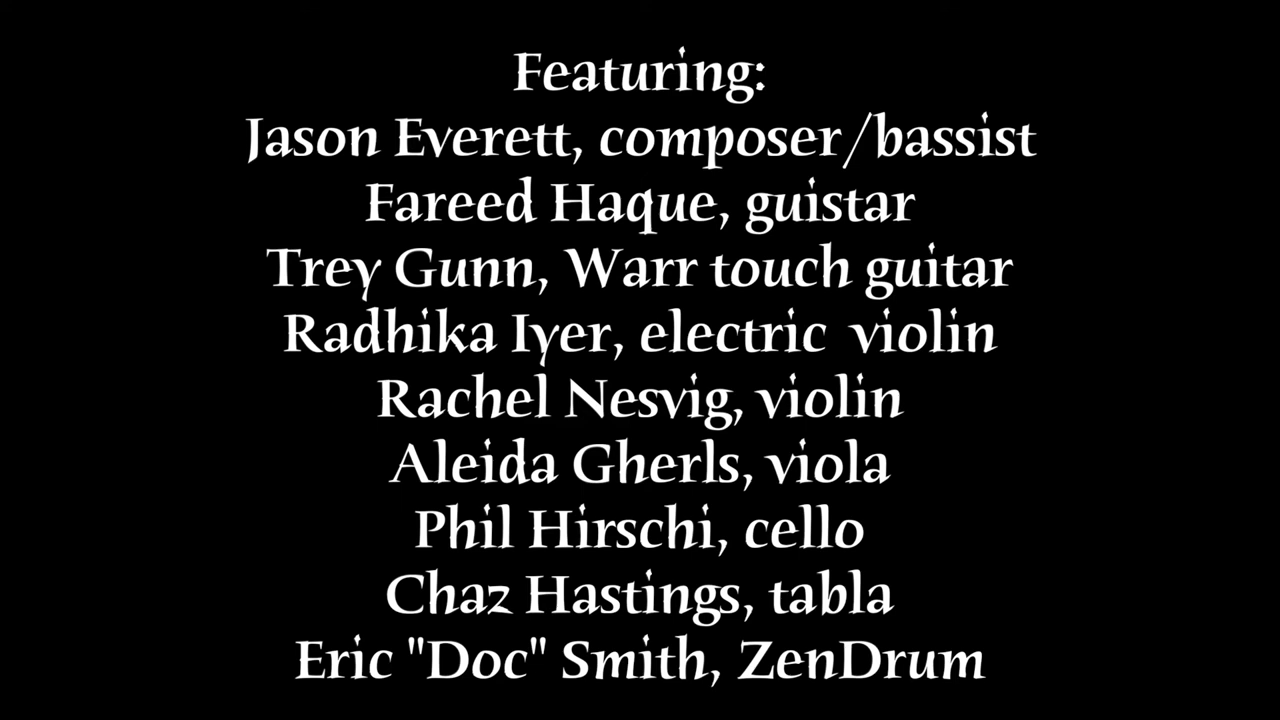 Featuring:
Jason Everett, composer/bassist
Fareed Haque, guistar
Trey Gunn, Warr touch guitar
Radhika Iyer, electric  violin
Rachel Nesvig, violin
Aleida Gherls, viola
Phil Hirschi, cello
Chaz Hastings, tabla
Eric "Doc" Smith, ZenDrum